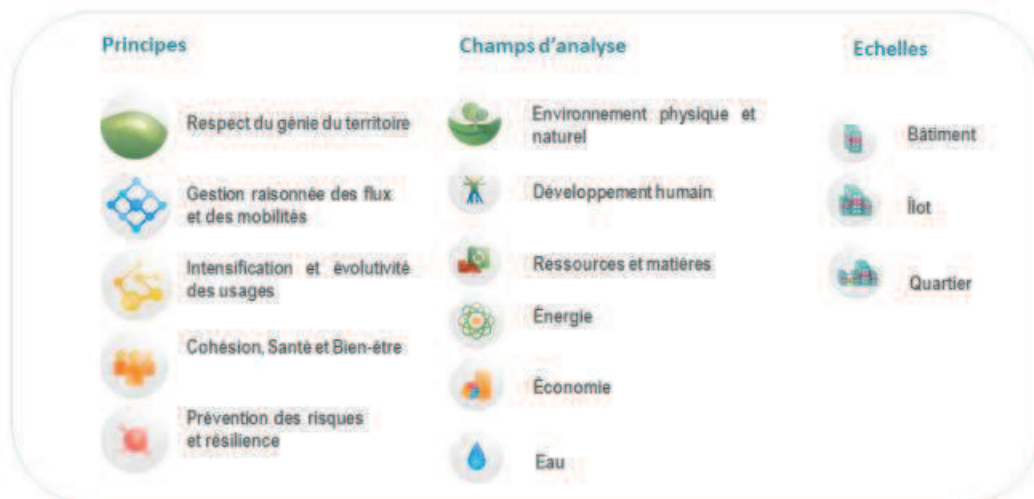 Principes
Respect du génie du territoire
Gestion raisonnée des flux
et des mobilités
Intensification et évolutivité
des usages
Cohésion, Santé et Bien-être
Prévention des risques
et résilience
Champs d'analyse
Environnement physique et
naturel
Développement humain
Ressources et matières
Énergie
Économie
Eau
Echelles
Bâtiment
Îlot
Quartier